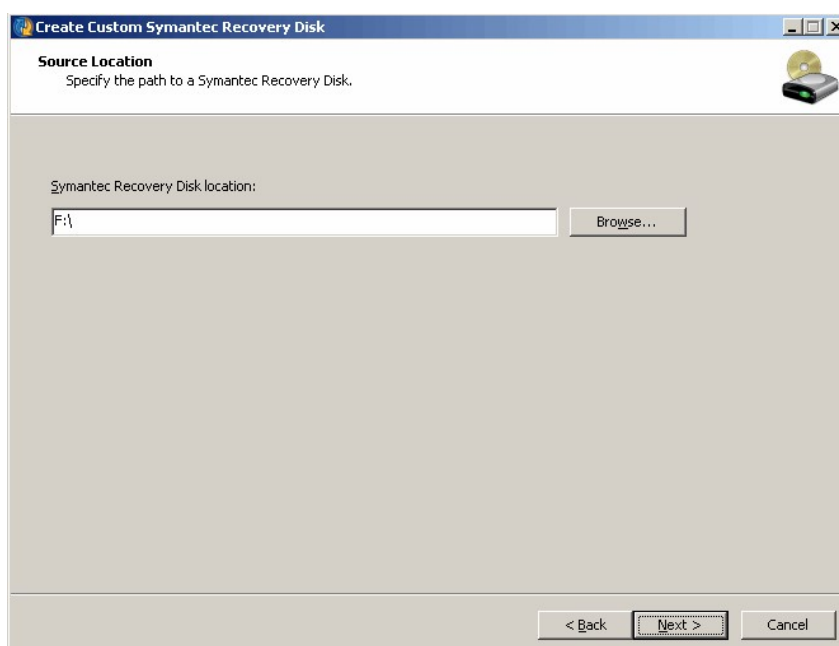 Create Custom Symantec Recovery Disk
Source Location
Specify the path to a Symantec Recovery Disk.
Symantec Recovery Disk location:
F:\
Browse...
< Back
Next >
Cancel